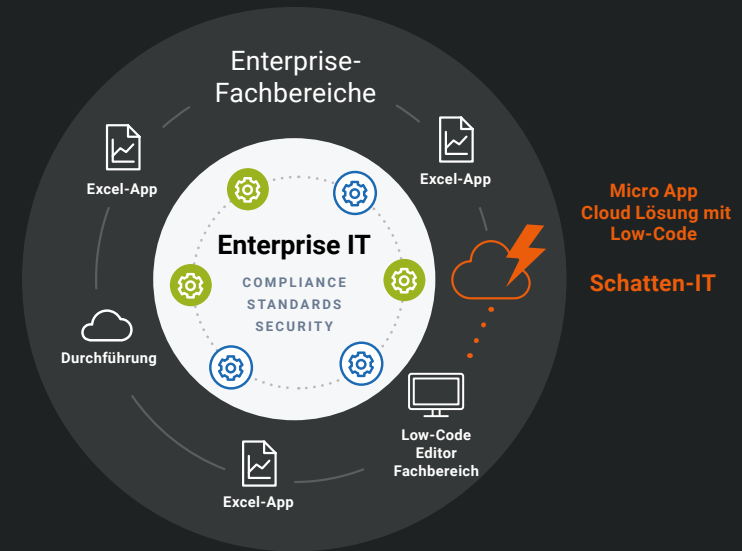 Enterprise-
Fachbereiche
Excel-App
Excel-App
Micro App
Cloud Lösung mit
Low-Code
Schatten-IT
Enterprise IT
COMPLIANCE
STANDARDS
SECURITY
Durchführung
Low-Code
Editor
Fachbereich
Excel-App